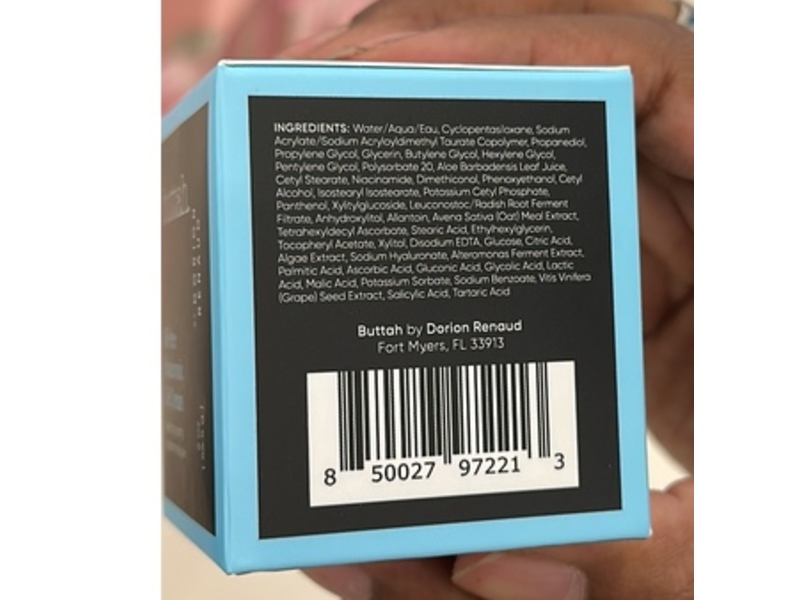 INGREDIENTS: Water/Aqua/Eau, Cyclopentasiloxane, Sodium
Acrylate/Sodium Acryloyldimethyl Taurate Copolymer, Propanediol,
Propylene Glycol, Glycerin, Butylene Glycol, Hexylene Glycol,
Pentylene Glycol, Polysorbate 20, Aloe Barbadensis Leaf Juice,
Cetyl Stearate, Niacinamide, Dimethiconol, Phenoxyethanol, Cetyl
Alcohol, Isostearyl Isostearate, Potassium Cetyl Phosphate,
Panthenol, Xylitylglucoside, Leuconostoc/Radish Root Ferment
Filtrate, Anhydroxylitol, Allantoin, Avena Sativa (Oat) Meal Extract,
Tetrahexyldecyl Ascorbate, Stearic Acid, Ethylhexylglycerin,
Tocopheryl Acetate, Xylitol, Disodium EDTA, Glucose, Citric Acid,
Algae Extract, Sodium Hyaluronate, Alteromonas Ferment Extract,
Palmitic Acid, Ascorbic Acid, Gluconic Acid, Glycolic Acid, Lactic
Acid, Malic Acid, Potassium Sorbate, Sodium Benzoate, Vitis Vinifera
(Grape) Seed Extract, Salicylic Acid, Tartaric Acid
Buttah by Dorion Renaud
Fort Myers, FL 33913
8 50027 97221 3